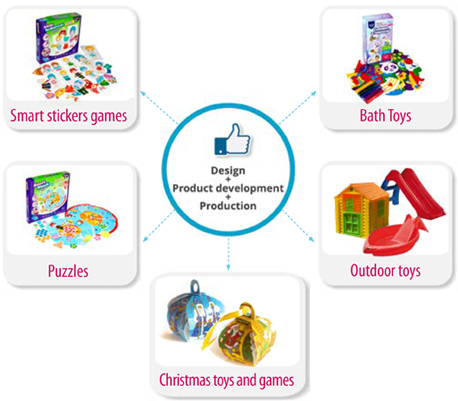 Smart stickers games
Bath Toys
Design
+
Product development
+
Production
Puzzles
Outdoor toys
Christmas toys and games